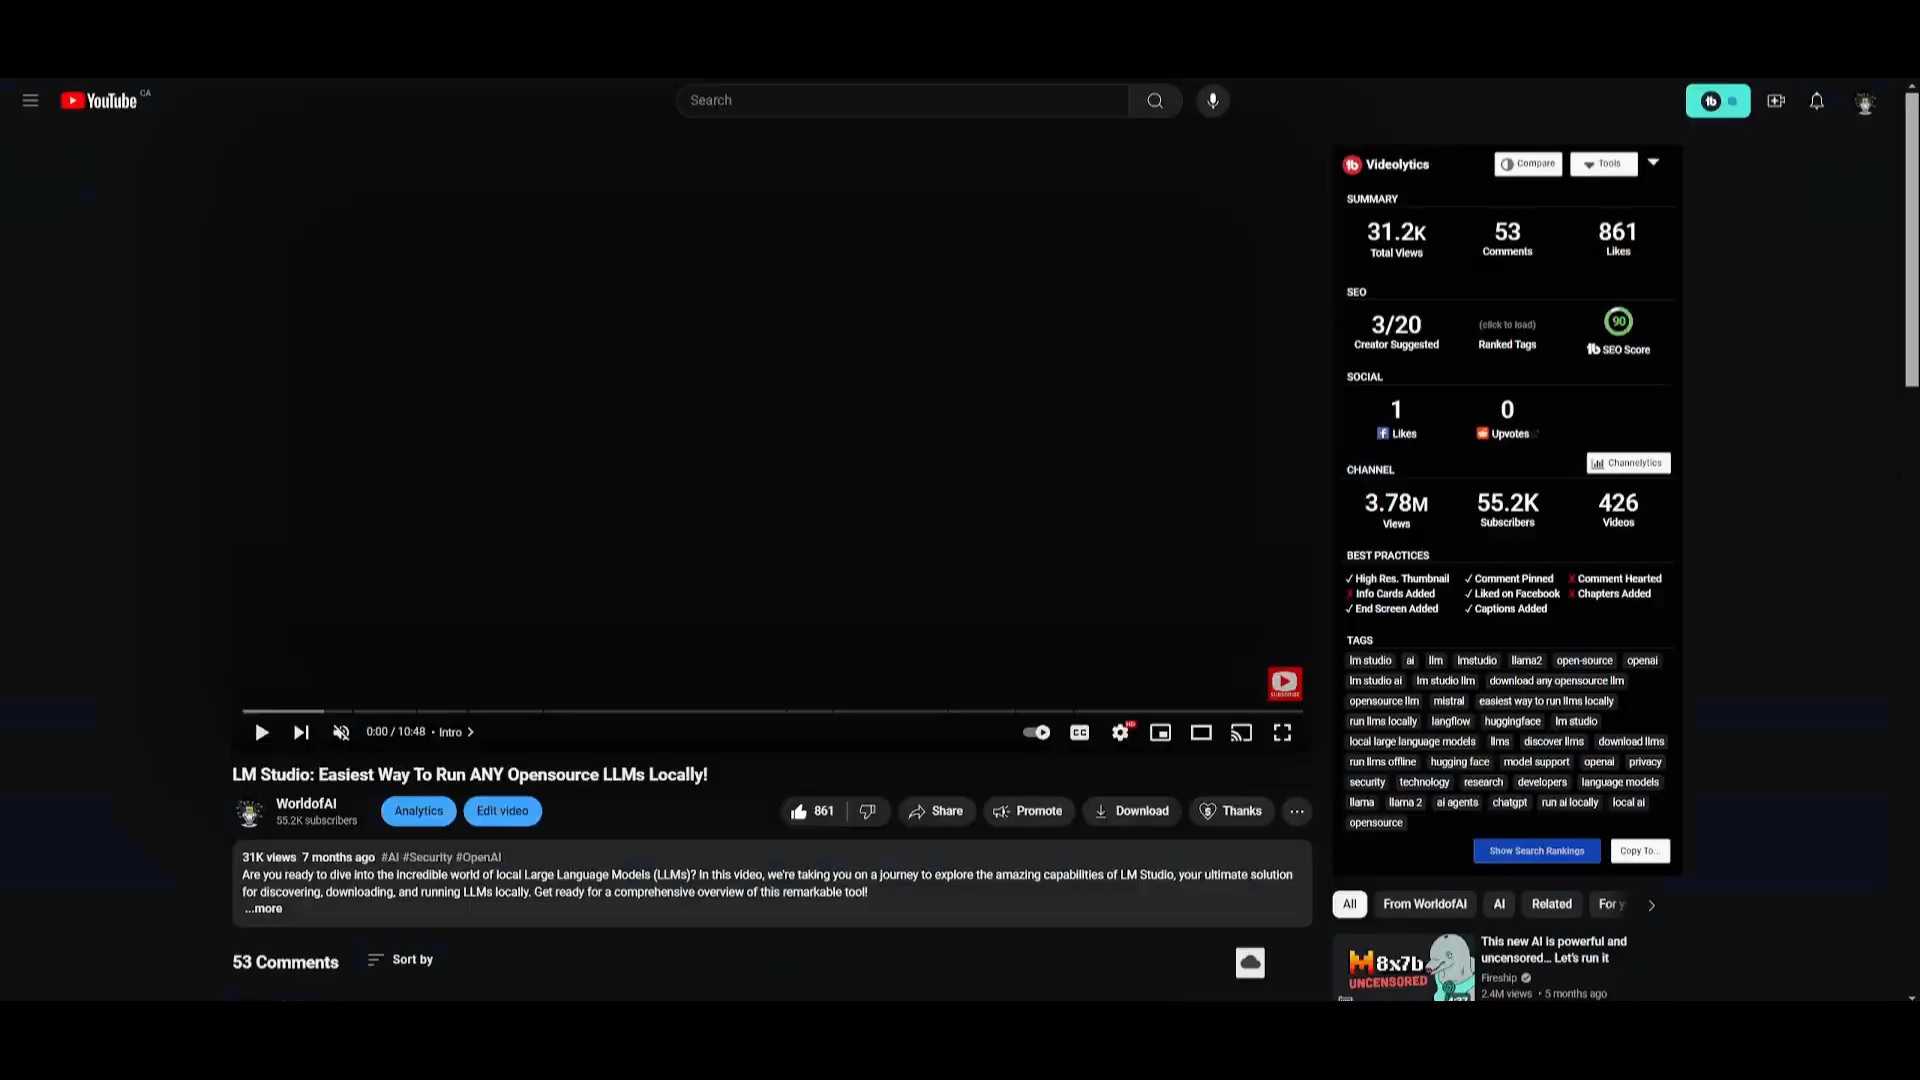 YouTube CA
Search
Videolytics
Compare
Tools
SUMMARY
31.2K 53 861
Total Views Comments Likes
SEO
3/20 (click to load) 90
Creator Suggested Ranked Tags SEO Score
SOCIAL
1 0
Likes Upvotes
CHANNEL Channelytics
3.78M 55.2K 426
Views Subscribers Videos
BEST PRACTICES
✓ High Res. Thumbnail ✓ Comment Pinned x Comment Hearted
x Info Cards Added ✓ Liked on Facebook x Chapters Added
✓ End Screen Added ✓ Captions Added
TAGS
lm studio ai llm lmstudio llama2 open-source openai
lm studio ai lm studio llm download any opensource llm
opensource llm mistral easiest way to run llms locally
run llms locally langflow huggingface lm studio
local large language models llms discover llms download llms
run llms offline hugging face model support openai privacy
security technology research developers language models
llama llama 2 ai agents chatgpt run ai locally local ai
opensource
Show Search Rankings Copy To...
SUBSCRIBE
0:00 / 10:48 • Intro
CC HD
LM Studio: Easiest Way To Run ANY Opensource LLMs Locally!
WorldofAI
55.2K subscribers
Analytics Edit video
861 Share Promote Download Thanks
31K views 7 months ago #AI #Security #OpenAI
Are you ready to dive into the incredible world of local Large Language Models (LLMs)? In this video, we're taking you on a journey to explore the amazing capabilities of LM Studio, your ultimate solution
for discovering, downloading, and running LLMs locally. Get ready for a comprehensive overview of this remarkable tool!
...more
53 Comments Sort by
All From WorldofAI AI Related For y
8x7b
UNCENSORED
This new AI is powerful and
uncensored... Let's run it
Fireship
2.4M views • 5 months ago